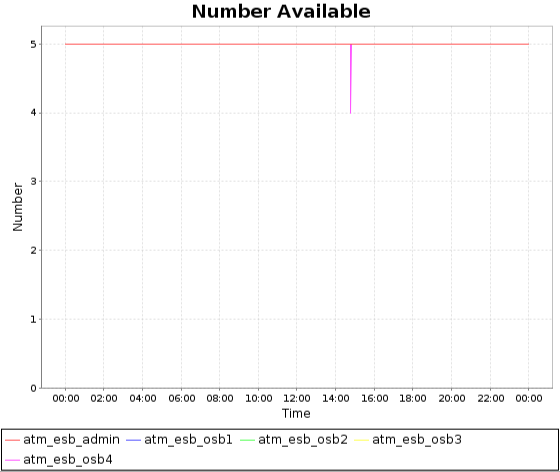 Number Available
5
4
3
2
1
0
Number
00:00 02:00 04:00 06:00 08:00 10:00 12:00 14:00 16:00 18:00 20:00 22:00 00:00
Time
atm_esb_admin atm_esb_osb1 atm_esb_osb2 atm_esb_osb3
atm_esb_osb4